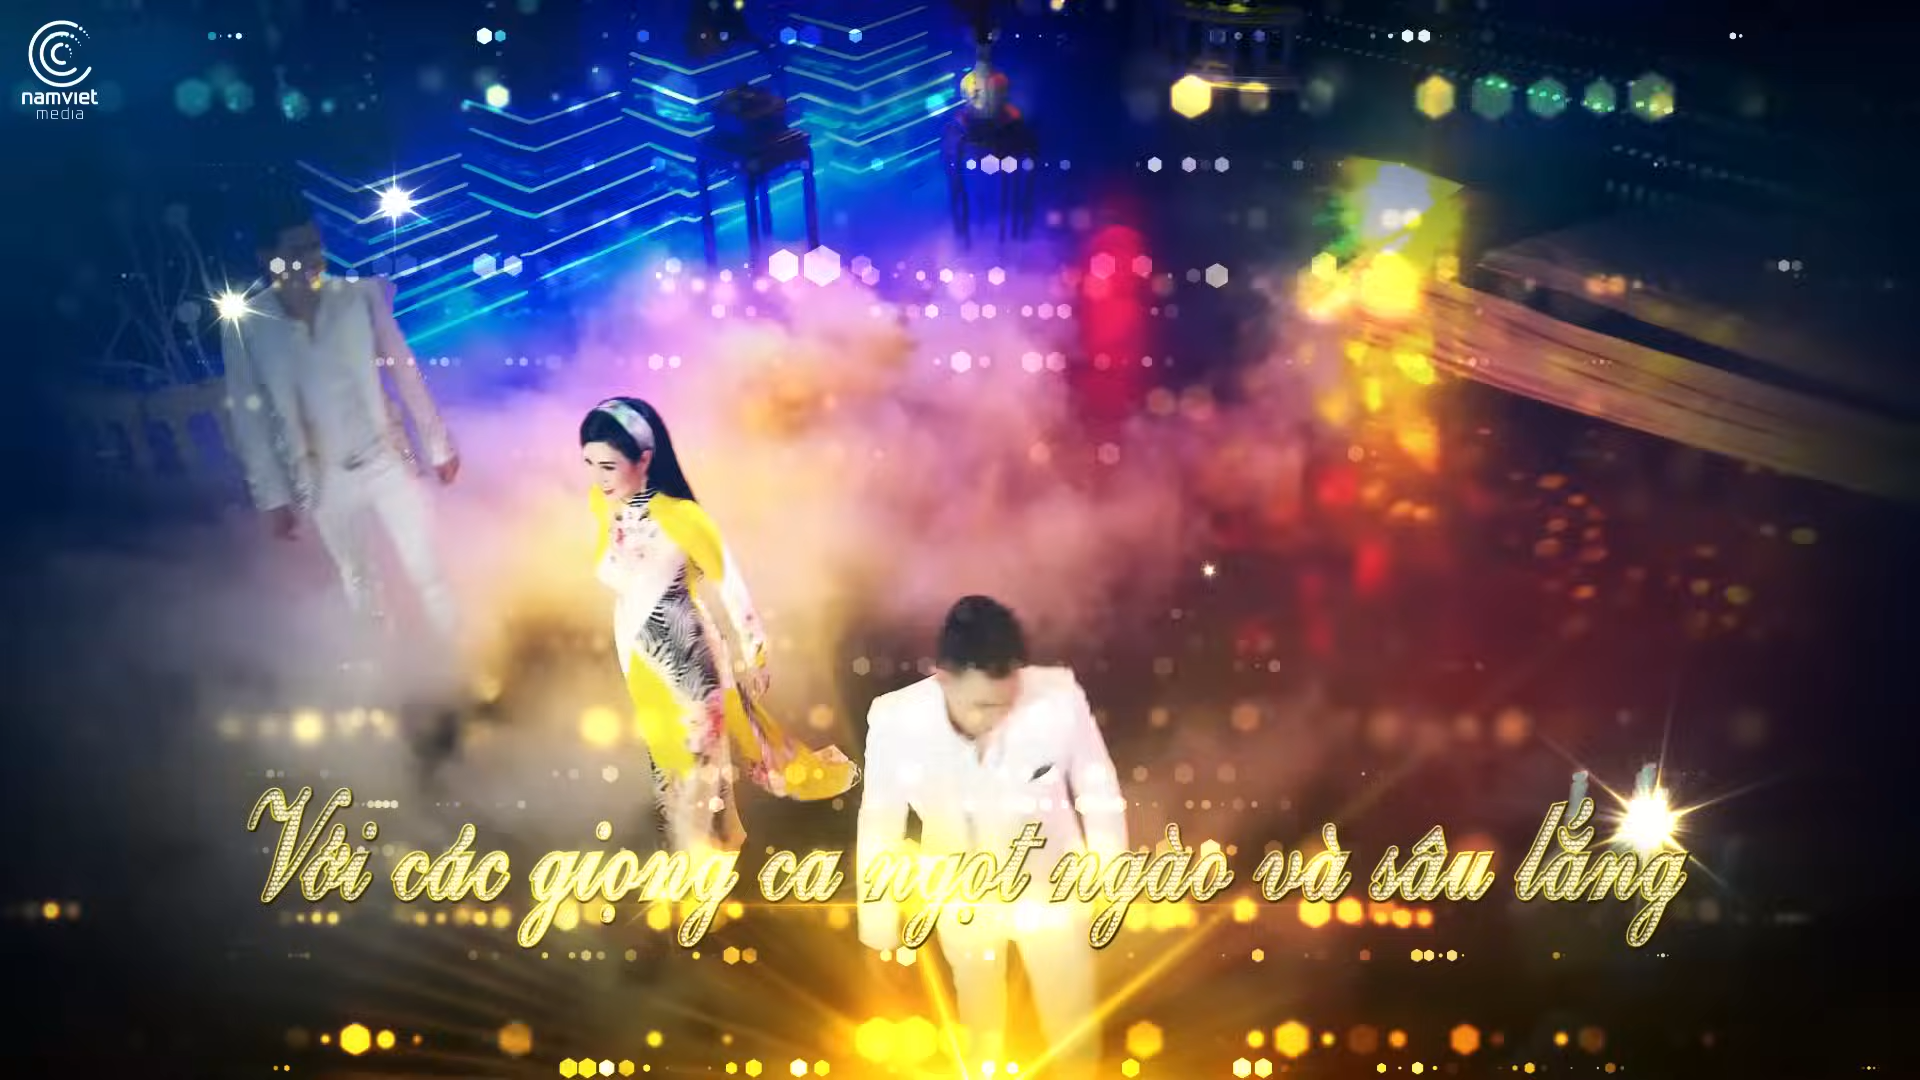 namviet
media
Với các giọng ca ngọt ngào và sâu lắng